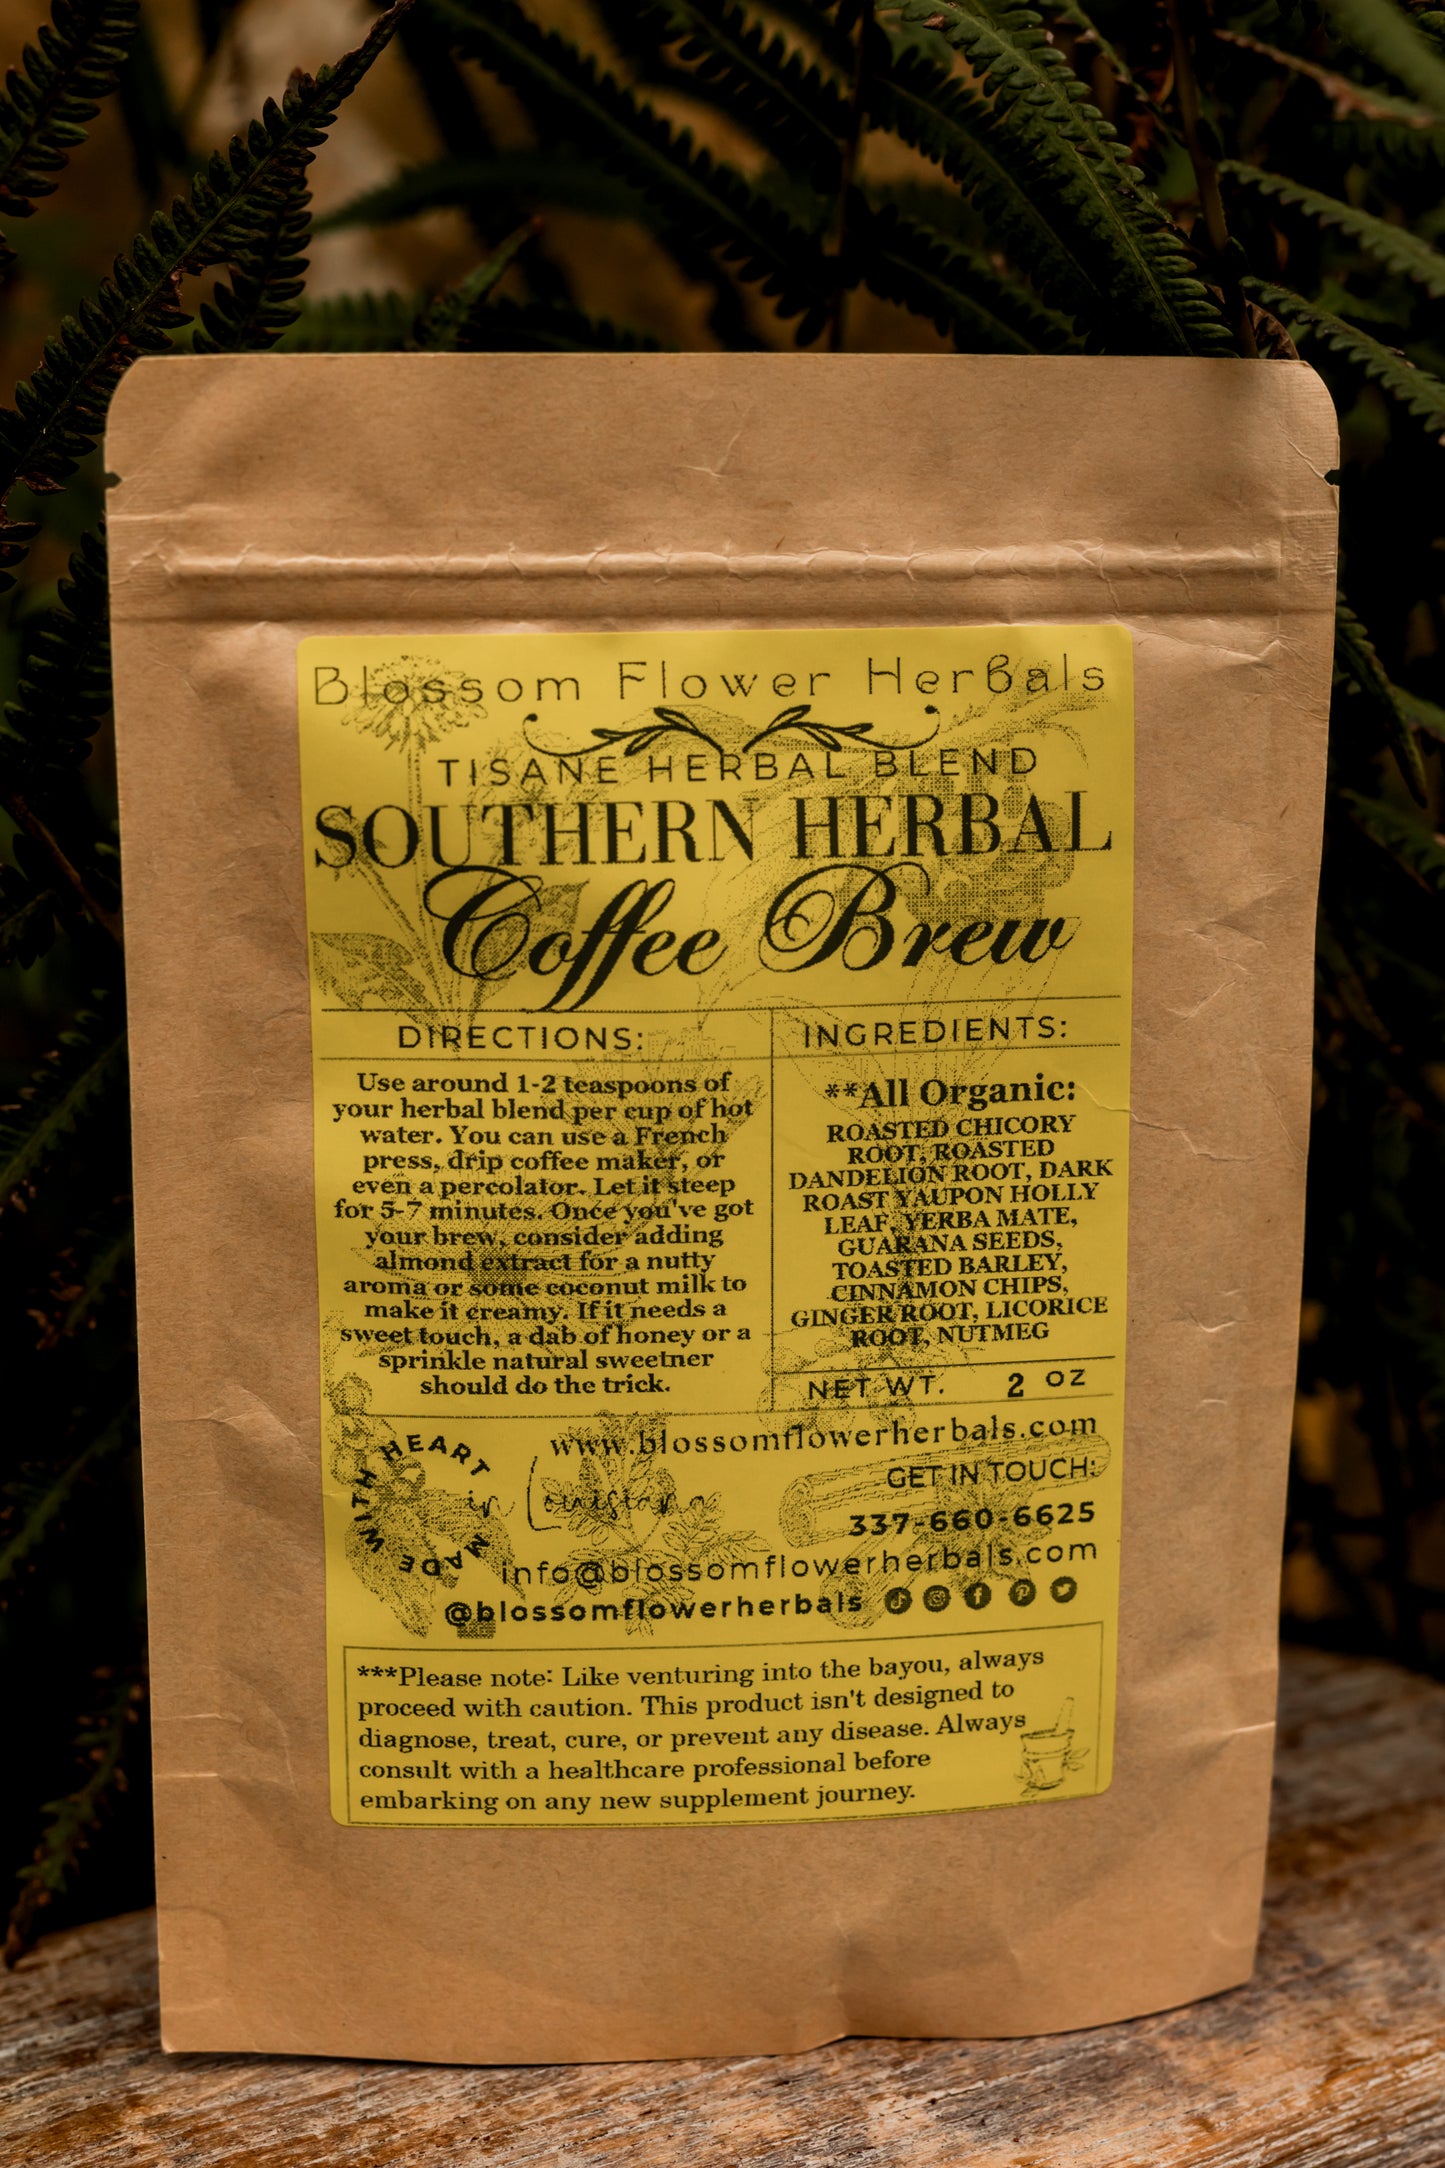 Blossom Flower Herbals
TISANE HERBAL BLEND
SOUTHERN HERBAL
Coffee Brew
DIRECTIONS:
Use around 1-2 teaspoons of
your herbal blend per cup of hot
water. You can use a French
press, drip coffee maker, or
even a percolator. Let it steep
for 5-7 minutes. Once you've got
your brew, consider adding
almond extract for a nutty
aroma or some coconut milk to
make it creamy. If it needs a
sweet touch, a dab of honey or a
sprinkle natural sweetner
should do the trick.
INGREDIENTS:
**All Organic:
ROASTED CHICORY
ROOT, ROASTED
DANDELION ROOT, DARK
ROAST YAUPON HOLLY
LEAF, YERBA MATE,
GUARANA SEEDS,
TOASTED BARLEY,
CINNAMON CHIPS,
GINGER ROOT, LICORICE
ROOT, NUTMEG
NET WT. 2 OZ
MADE WITH HEART
in Louisiana
www.blossomflowerherbals.com
GET IN TOUCH:
337-660-6625
info@blossomflowerherbals.com
@blossomflowerherbals
***Please note: Like venturing into the bayou, always
proceed with caution. This product isn't designed to
diagnose, treat, cure, or prevent any disease. Always
consult with a healthcare professional before
embarking on any new supplement journey.